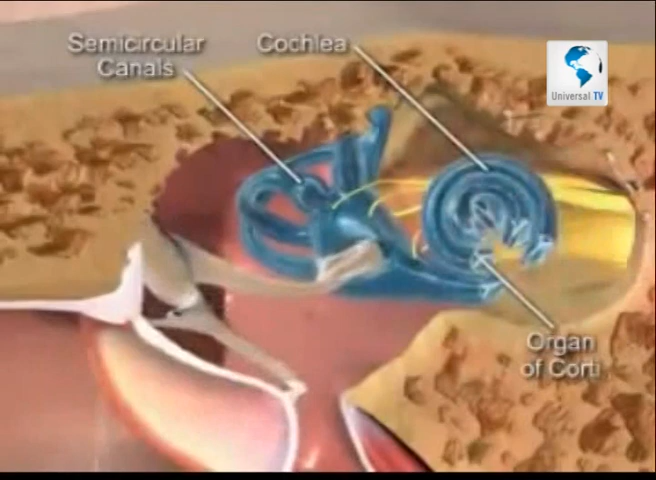 Semicircular
Canals
Cochlea
Universal TV
Organ
of Corti